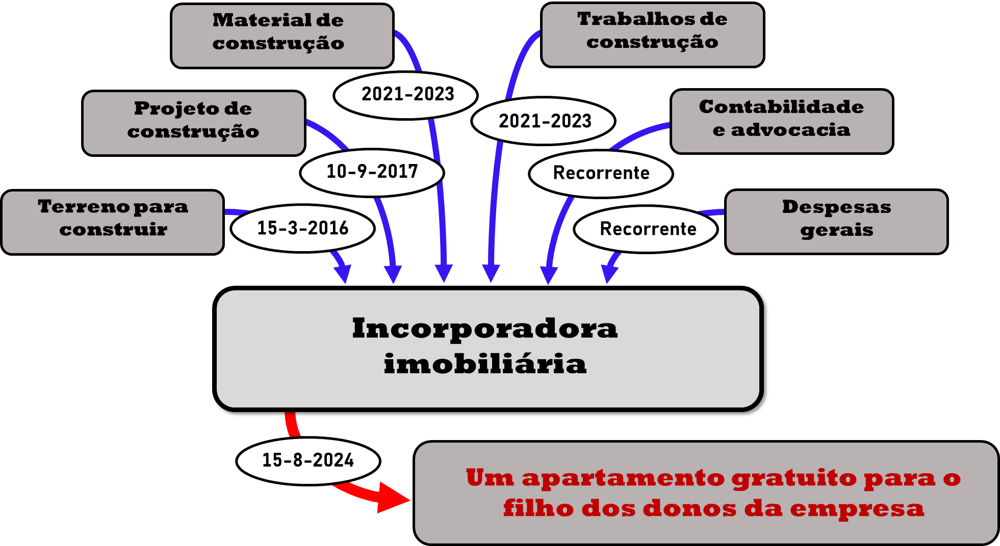 Material de
construção
Trabalhos de
construção
2021-2023
2021-2023
Projeto de
construção
Contabilidade
e advocacia
10-9-2017
Recorrente
Terreno para
construir
15-3-2016
Recorrente
Despesas
gerais
Incorporadora
imobiliária
15-8-2024
Um apartamento gratuito para o
filho dos donos da empresa